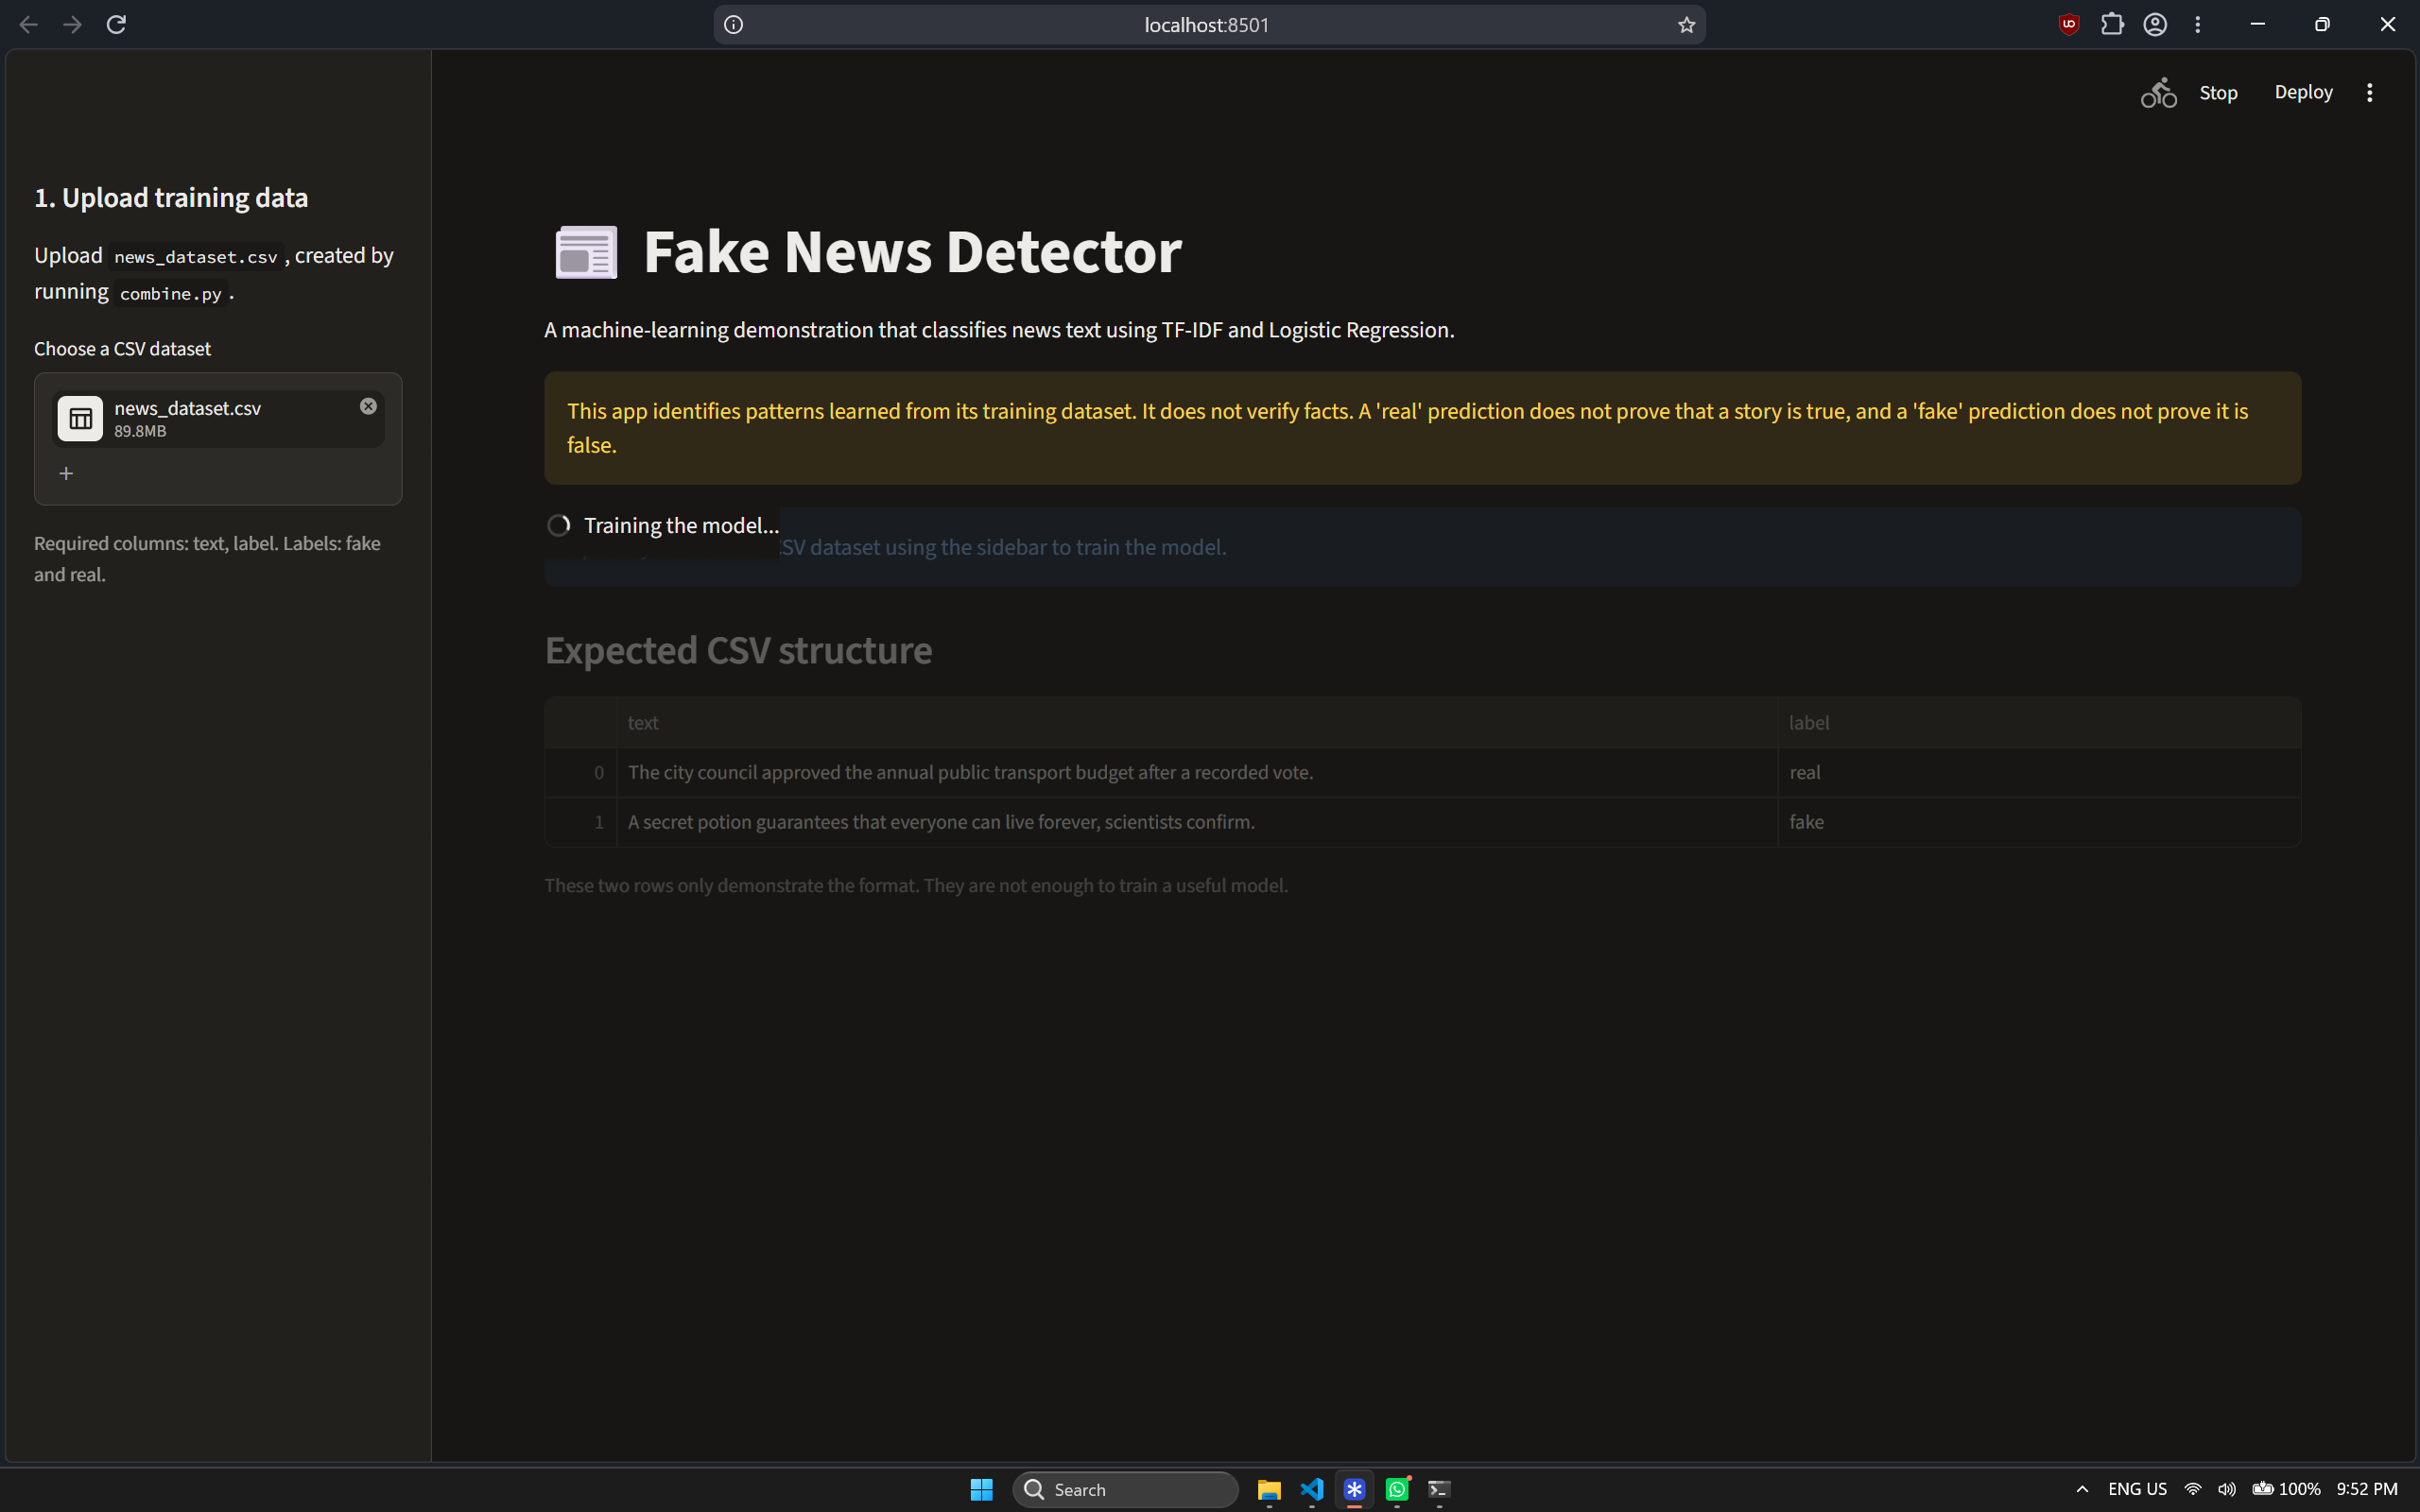 localhost:8501
Stop
Deploy
1. Upload training data
Upload news_dataset.csv, created by
running combine.py.
Choose a CSV dataset
news_dataset.csv
89.8MB
Required columns: text, label. Labels: fake
and real.
Fake News Detector
A machine-learning demonstration that classifies news text using TF-IDF and Logistic Regression.
This app identifies patterns learned from its training dataset. It does not verify facts. A 'real' prediction does not prove that a story is true, and a 'fake' prediction does not prove it is
false.
Training the model...
CSV dataset using the sidebar to train the model.
Expected CSV structure
text label
0 The city council approved the annual public transport budget after a recorded vote. real
1 A secret potion guarantees that everyone can live forever, scientists confirm. fake
These two rows only demonstrate the format. They are not enough to train a useful model.
Search
ENG US
100%
9:52 PM